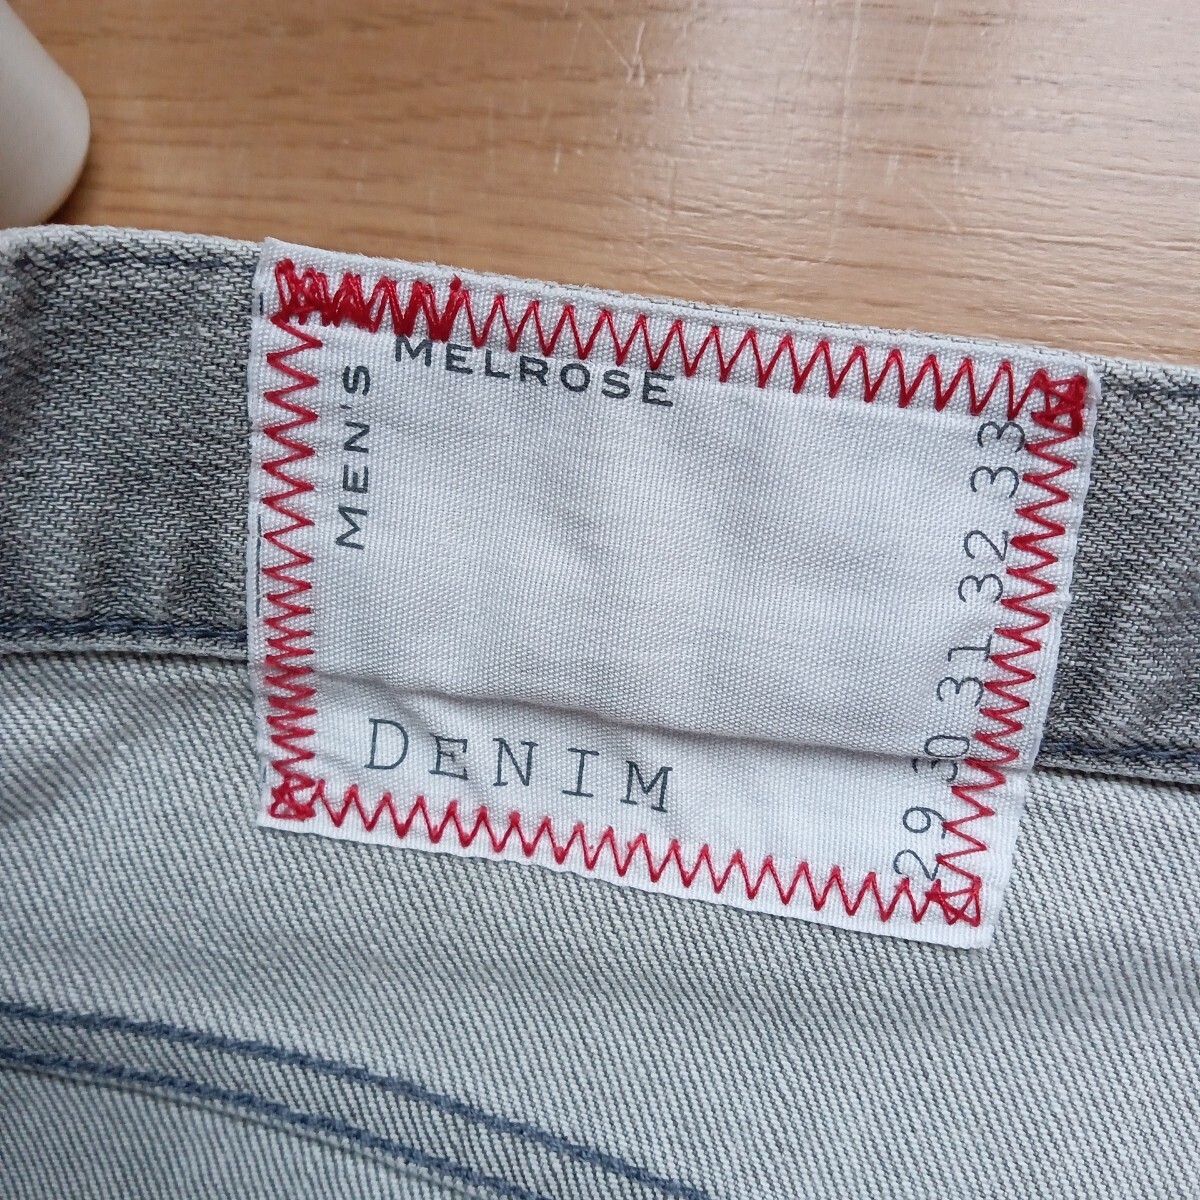 MEN'S
MELROSE
29 30 31 32 33
DENIM